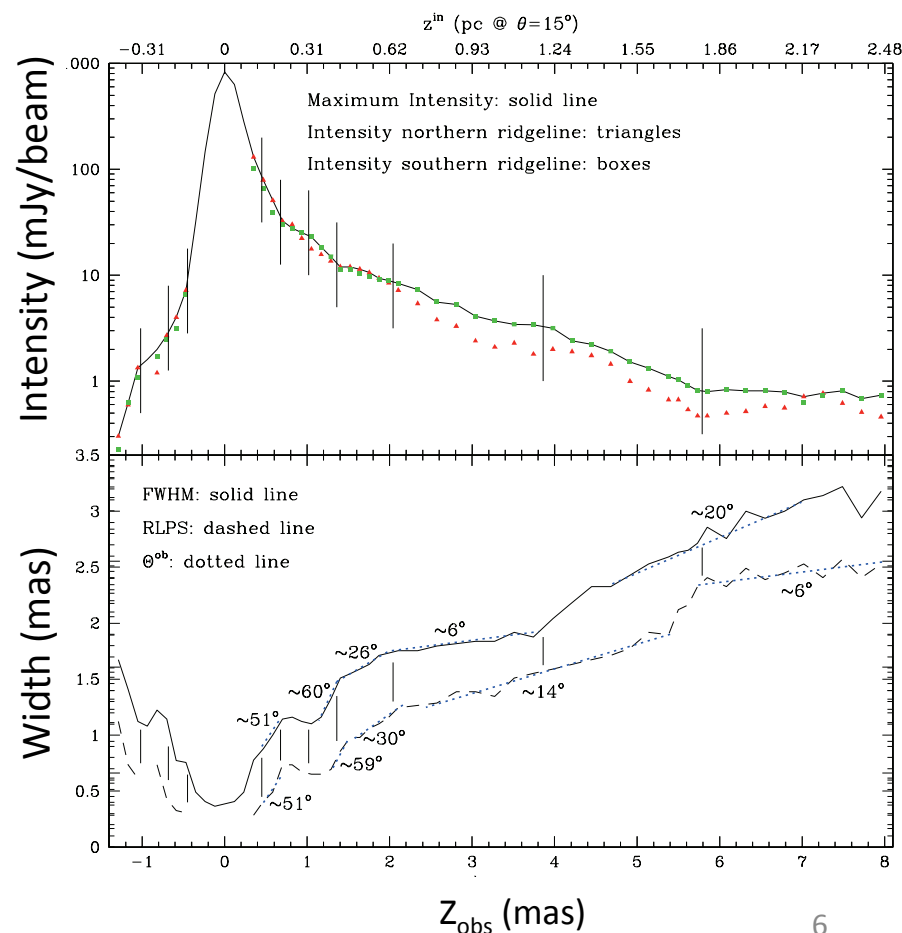 z^in (pc @ θ=15°)
−0.31 0 0.31 0.62 0.93 1.24 1.55 1.86 2.17 2.48
Intensity (mJy/beam)
.000
100
10
1
Maximum Intensity: solid line
Intensity northern ridgeline: triangles
Intensity southern ridgeline: boxes
Width (mas)
3.5
3
2.5
2
1.5
1
0.5
0
FWHM: solid line
RLPS: dashed line
Θ^ob: dotted line
~20°
~6°
~6°
~26°
~60°
~14°
~51°
~30°
~59°
~51°
−1 0 1 2 3 4 5 6 7 8
Z_obs (mas)
6